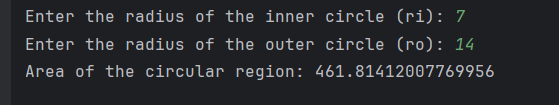 Enter the radius of the inner circle (ri): 7
Enter the radius of the outer circle (ro): 14
Area of the circular region: 461.81412007769956